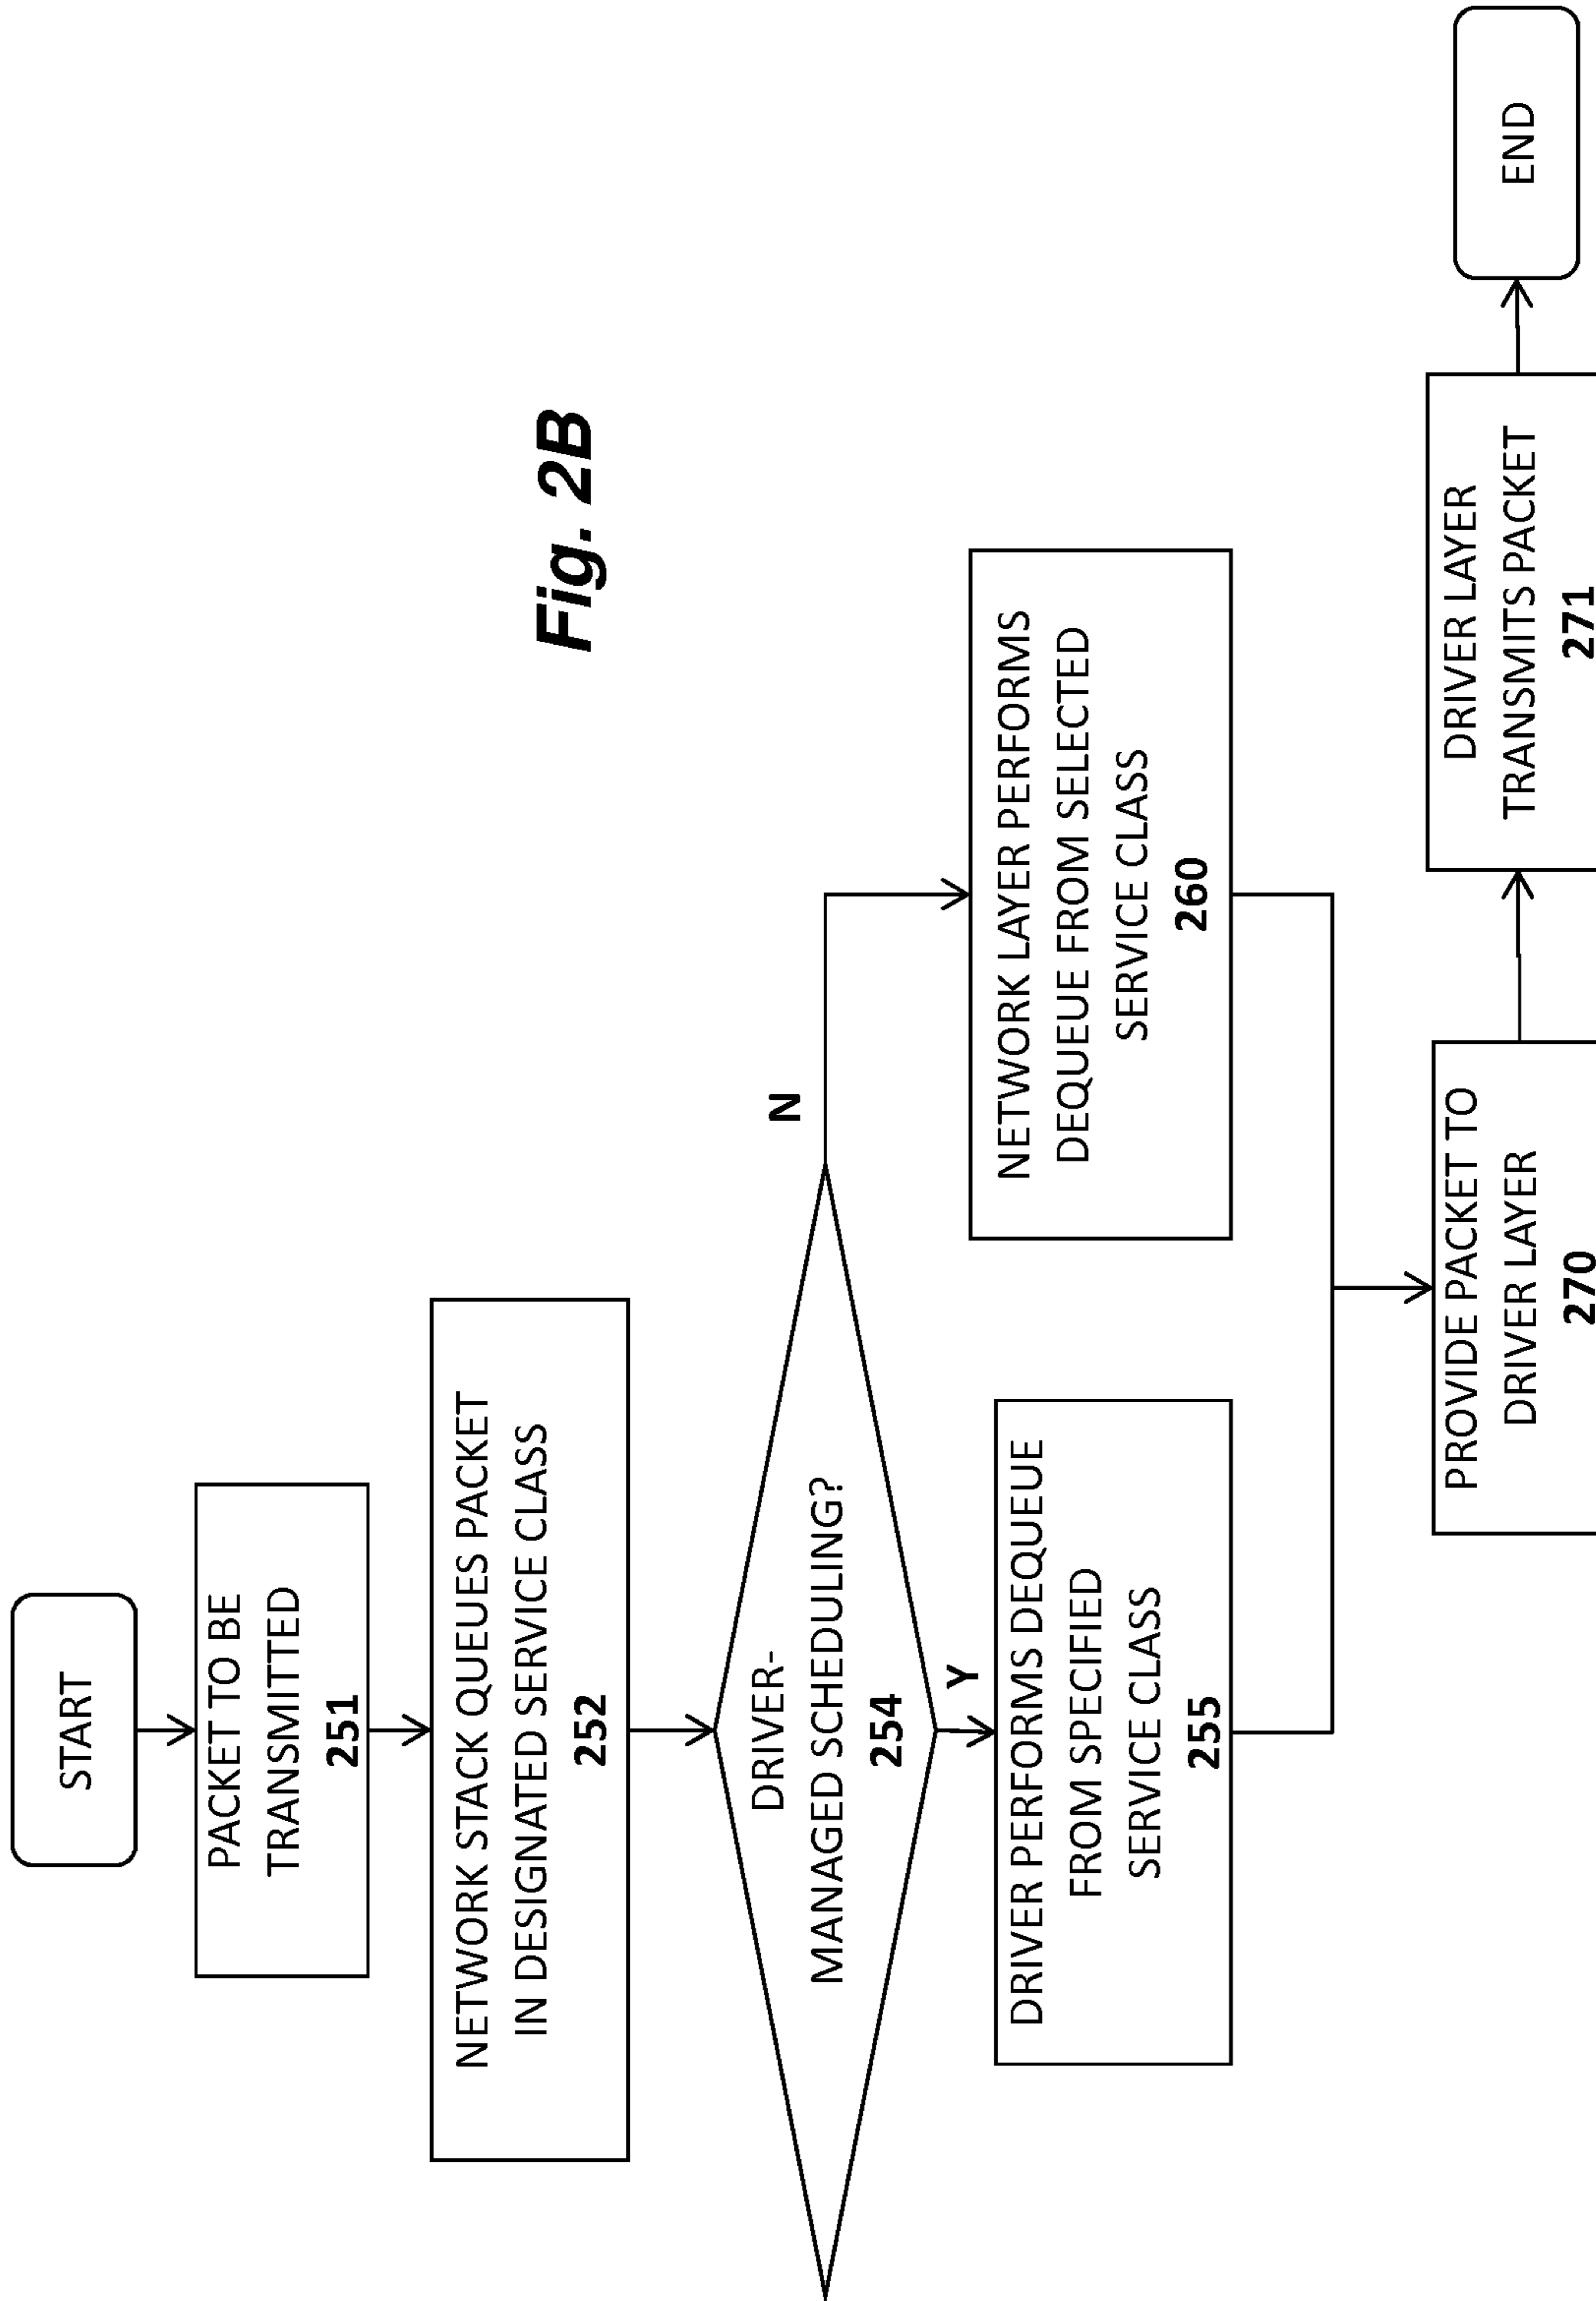 START
PACKET TO BE
TRANSMITTED
251
NETWORK STACK QUEUES PACKET
IN DESIGNATED SERVICE CLASS
252
DRIVER-
MANAGED SCHEDULING?
254
N
Y
DRIVER PERFORMS DEQUEUE
FROM SPECIFIED
SERVICE CLASS
255
NETWORK LAYER PERFORMS
DEQUEUE FROM SELECTED
SERVICE CLASS
260
PROVIDE PACKET TO
DRIVER LAYER
270
DRIVER LAYER
TRANSMITS PACKET
271
END
Fig. 2B